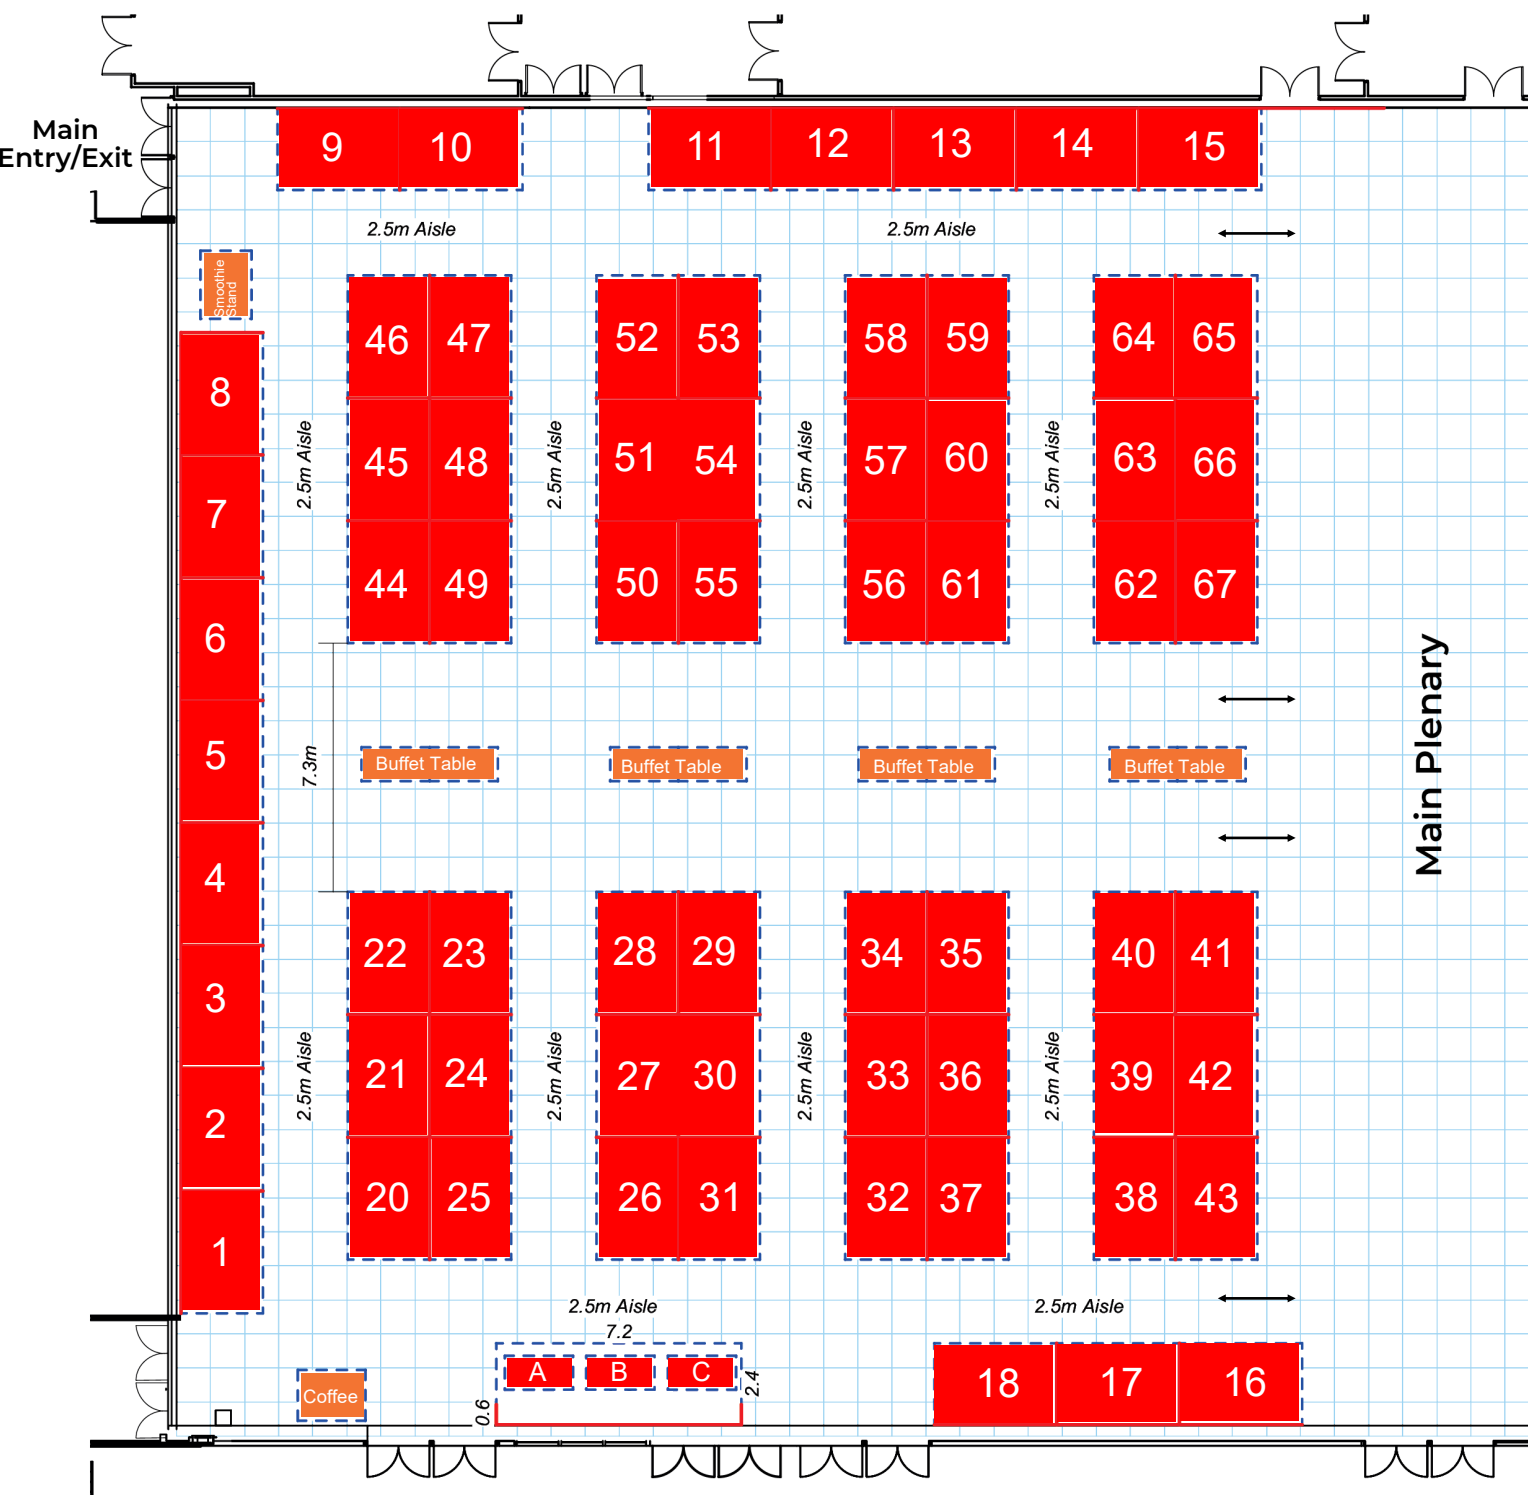 Main
Entry/Exit
9
10
11
12
13
14
15
2.5m Aisle
2.5m Aisle
Smoothie
Stand
46
47
52
53
58
59
64
65
8
45
48
51
54
57
60
63
66
2.5m Aisle
2.5m Aisle
2.5m Aisle
2.5m Aisle
7
44
49
50
55
56
61
62
67
6
5
7.3m
Buffet Table
Buffet Table
Buffet Table
Buffet Table
Main Plenary
4
22
23
28
29
34
35
40
41
3
21
24
27
30
33
36
39
42
2.5m Aisle
2.5m Aisle
2.5m Aisle
2.5m Aisle
2
20
25
26
31
32
37
38
43
1
2.5m Aisle
2.5m Aisle
7.2
A
B
C
2.4
0.6
18
17
16
Coffee